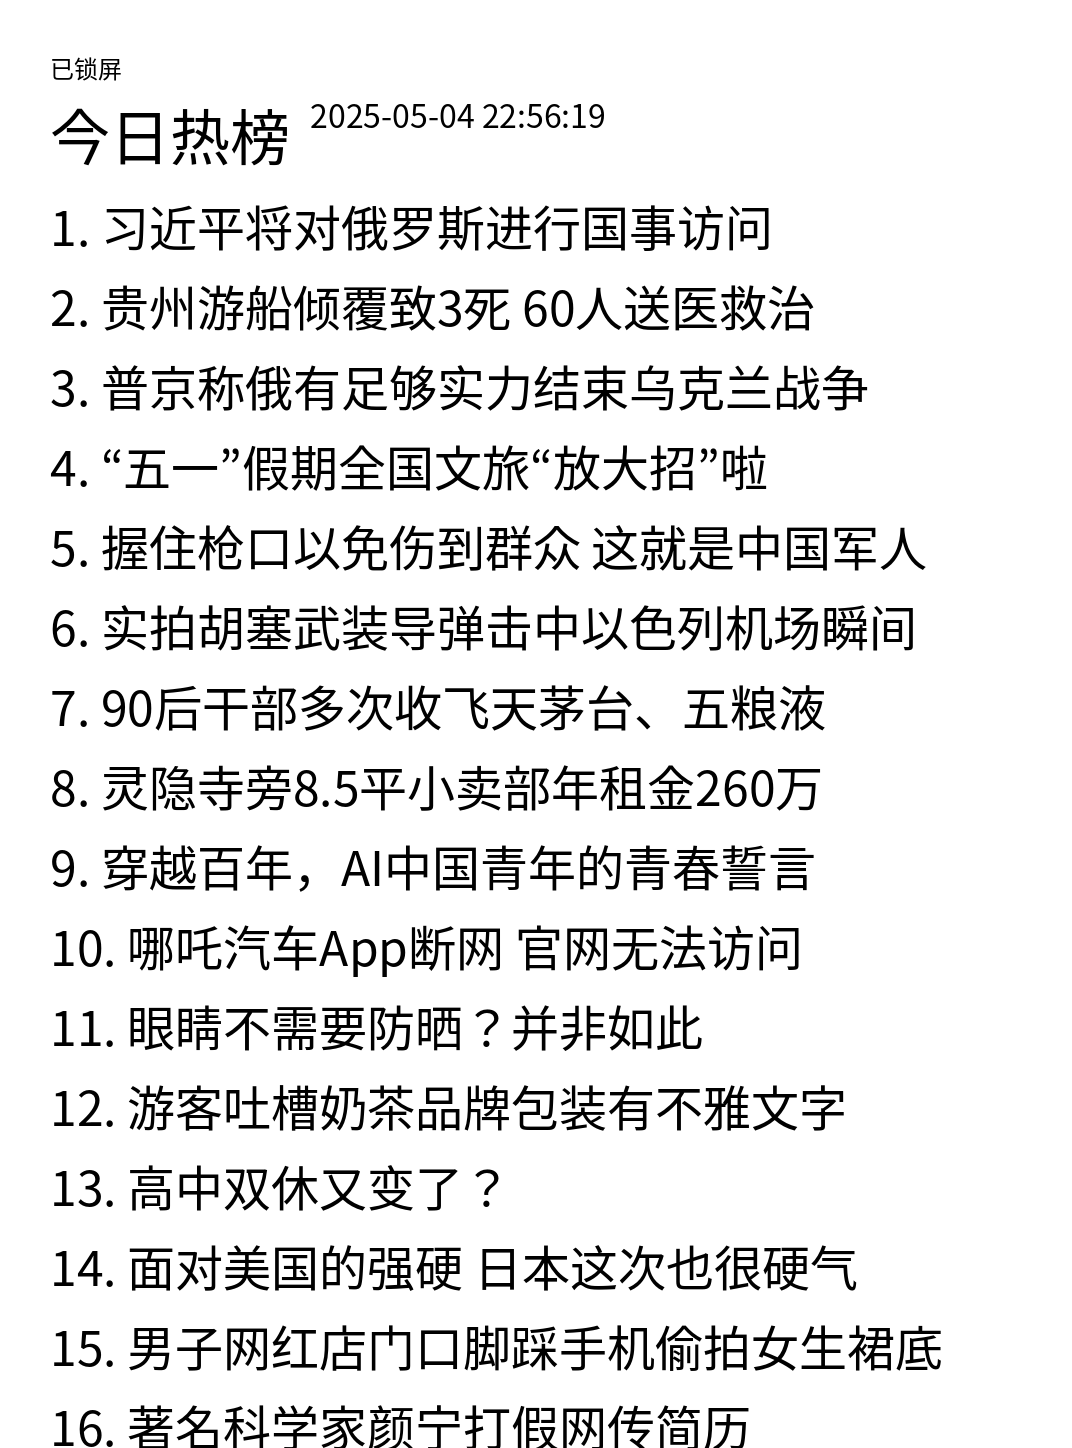 已锁屏
今日热榜 2025-05-04 22:56:19
1. 习近平将对俄罗斯进行国事访问
2. 贵州游船倾覆致3死 60人送医救治
3. 普京称俄有足够实力结束乌克兰战争
4. “五一”假期全国文旅“放大招”啦
5. 握住枪口以免伤到群众 这就是中国军人
6. 实拍胡塞武装导弹击中以色列机场瞬间
7. 90后干部多次收飞天茅台、五粮液
8. 灵隐寺旁8.5平小卖部年租金260万
9. 穿越百年，AI中国青年的青春誓言
10. 哪吒汽车App断网 官网无法访问
11. 眼睛不需要防晒？并非如此
12. 游客吐槽奶茶品牌包装有不雅文字
13. 高中双休又变了？
14. 面对美国的强硬 日本这次也很硬气
15. 男子网红店门口脚踩手机偷拍女生裙底
16. 著名科学家颜宁打假网传简历